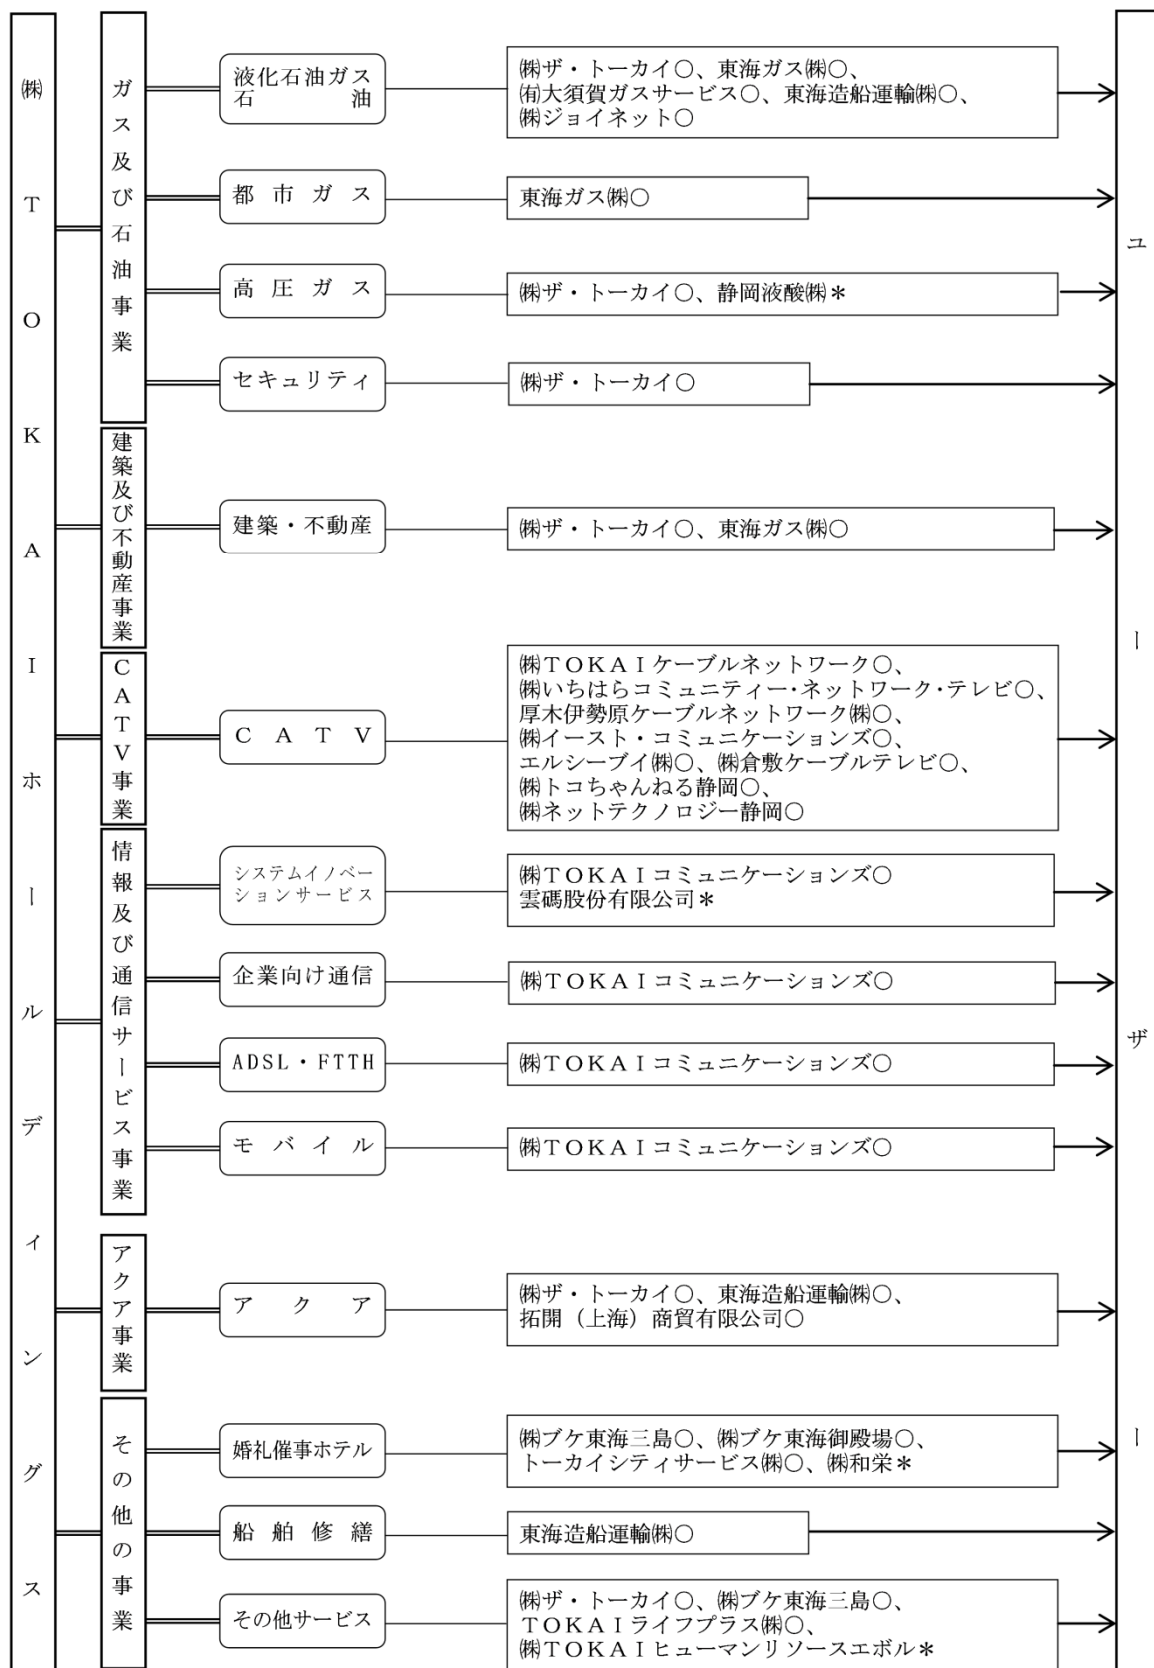 ㈱TOKAIホールディングス
ガス及び石油事業
液化石油ガス
石油
㈱ザ・トーカイ○、東海ガス㈱○、
㈲大須賀ガスサービス○、東海造船運輸㈱○、
㈱ジョイネット○
都市ガス
東海ガス㈱○
高圧ガス
㈱ザ・トーカイ○、静岡液酸㈱＊
セキュリティ
㈱ザ・トーカイ○
建築及び不動産事業
建築・不動産
㈱ザ・トーカイ○、東海ガス㈱○
CATV事業
CATV
㈱TOKAIケーブルネットワーク○、
㈱いちはらコミュニティー・ネットワーク・テレビ○、
厚木伊勢原ケーブルネットワーク㈱○、
㈱イースト・コミュニケーションズ○、
エルシーブイ㈱○、㈱倉敷ケーブルテレビ○、
㈱トコちゃんねる静岡○、
㈱ネットテクノロジー静岡○
情報及び通信サービス事業
システムイノベー
ションサービス
㈱TOKAIコミュニケーションズ○
雲碼股份有限公司＊
企業向け通信
㈱TOKAIコミュニケーションズ○
ADSL・FTTH
㈱TOKAIコミュニケーションズ○
モバイル
㈱TOKAIコミュニケーションズ○
アクア事業
アクア
㈱ザ・トーカイ○、東海造船運輸㈱○、
拓開（上海）商貿有限公司○
その他の事業
婚礼催事ホテル
㈱ブケ東海三島○、㈱ブケ東海御殿場○、
トーカイシティサービス㈱○、㈱和栄＊
船舶修繕
東海造船運輸㈱○
その他サービス
㈱ザ・トーカイ○、㈱ブケ東海三島○、
TOKAIライフプラス㈱○、
㈱TOKAIヒューマンリソースエボル＊
ユーザー